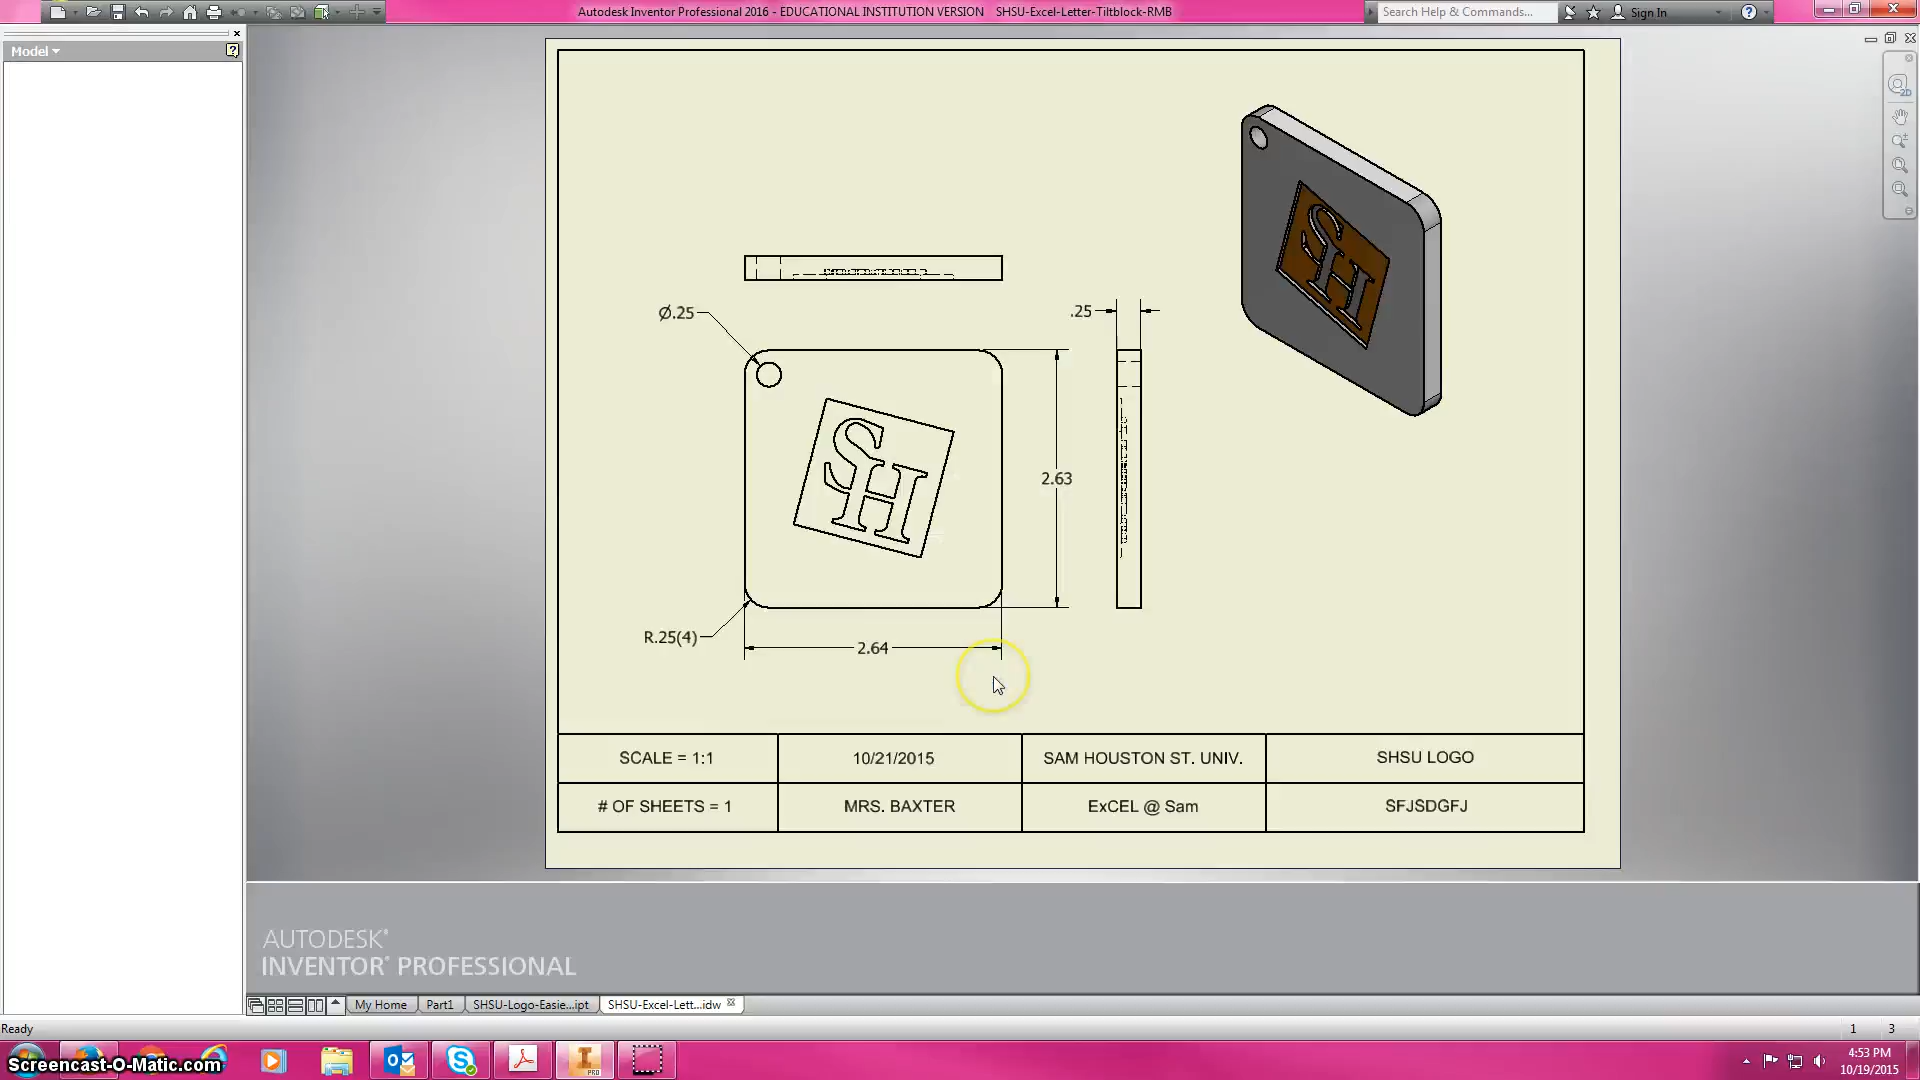 Autodesk Inventor Professional 2016 - EDUCATIONAL INSTITUTION VERSION SHSU-Excel-Letter-Tiltblock-RMB
Search Help & Commands...
Sign In
Model
Ø.25
.25
SH
SH
2.63
R.25(4)
2.64
SCALE = 1:1
10/21/2015
SAM HOUSTON ST. UNIV.
SHSU LOGO
# OF SHEETS = 1
MRS. BAXTER
ExCEL @ Sam
SFJSDGFJ
AUTODESK®
INVENTOR® PROFESSIONAL
My Home
Part1
SHSU-Logo-Easie...ipt
SHSU-Excel-Lett...idw
Ready
1
3
Screencast-O-Matic.com
PRO
4:53 PM
10/19/2015